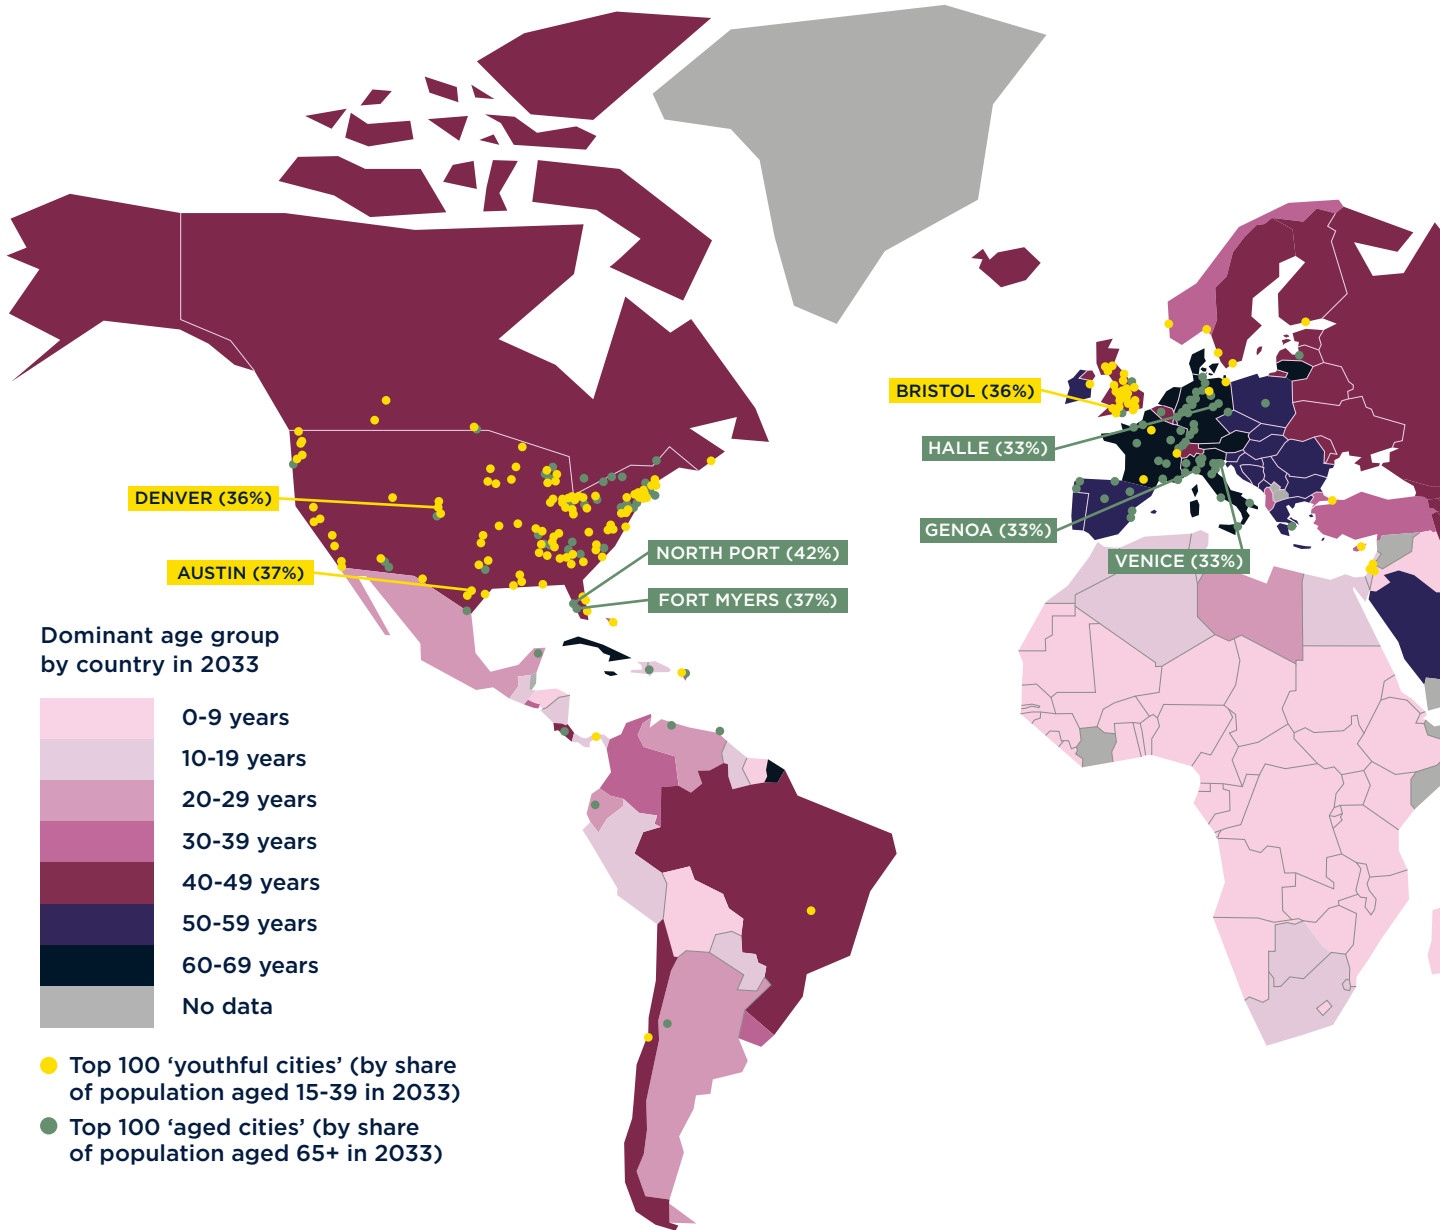 BRISTOL (36%)
HALLE (33%)
DENVER (36%)
GENOA (33%)
NORTH PORT (42%)
VENICE (33%)
AUSTIN (37%)
FORT MYERS (37%)
Dominant age group
by country in 2033
0-9 years
10-19 years
20-29 years
30-39 years
40-49 years
50-59 years
60-69 years
No data
Top 100 ‘youthful cities’ (by share
of population aged 15-39 in 2033)
Top 100 ‘aged cities’ (by share
of population aged 65+ in 2033)